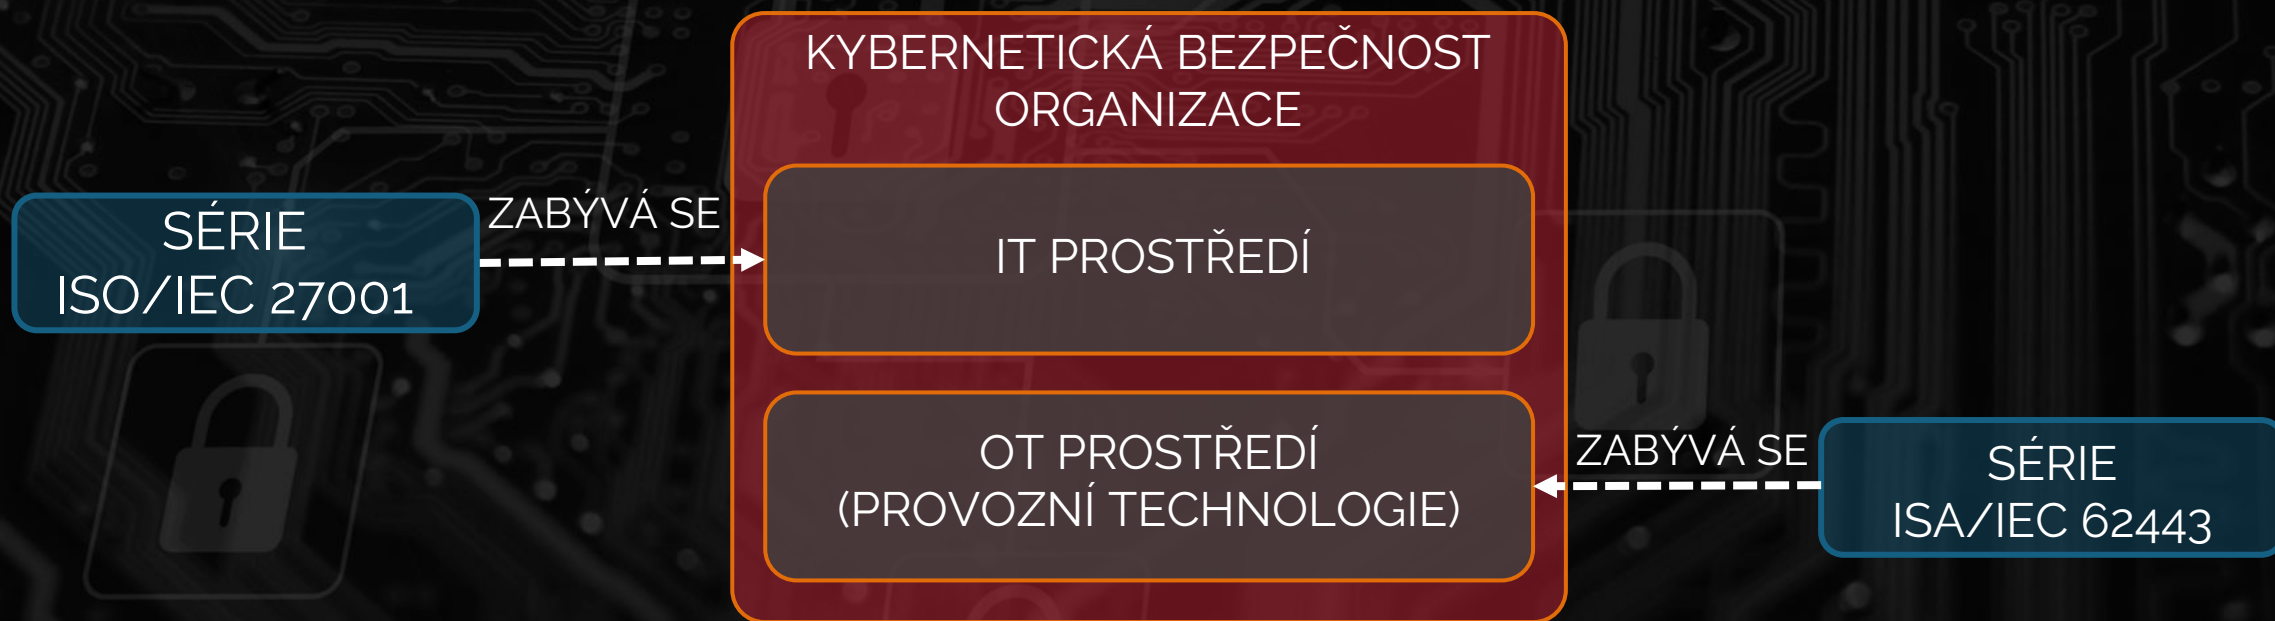 KYBERNETICKÁ BEZPEČNOST
ORGANIZACE
SÉRIE
ISO/IEC 27001
ZABÝVÁ SE
IT PROSTŘEDÍ
OT PROSTŘEDÍ
(PROVOZNÍ TECHNOLOGIE)
ZABÝVÁ SE
SÉRIE
ISA/IEC 62443